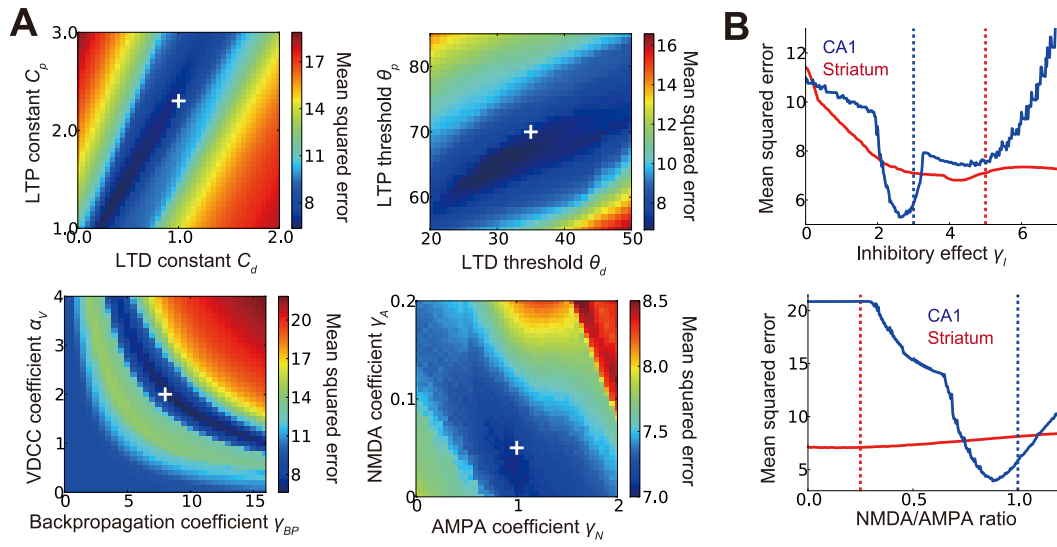 A
LTP constant C_p
3.0
2.0
1.0
0.0
1.0
2.0
LTD constant C_d
17
14
11
8
Mean squared error
LTP threshold θ_p
80
70
60
20
30
40
50
LTD threshold θ_d
16
14
12
10
8
Mean squared error
VDCC coefficient α_V
4
3
2
1
0
0
5
10
15
Backpropagation coefficient γ_BP
20
17
14
11
8
Mean squared error
NMDA coefficient γ_A
0.2
0.1
0
0
1
2
AMPA coefficient γ_N
8.5
8.0
7.5
7.0
Mean squared error
B
CA1
Striatum
Mean squared error
12
10
8
6
0
2
4
6
Inhibitory effect γ_I
CA1
Striatum
Mean squared error
20
15
10
5
0.0
0.5
1.0
NMDA/AMPA ratio